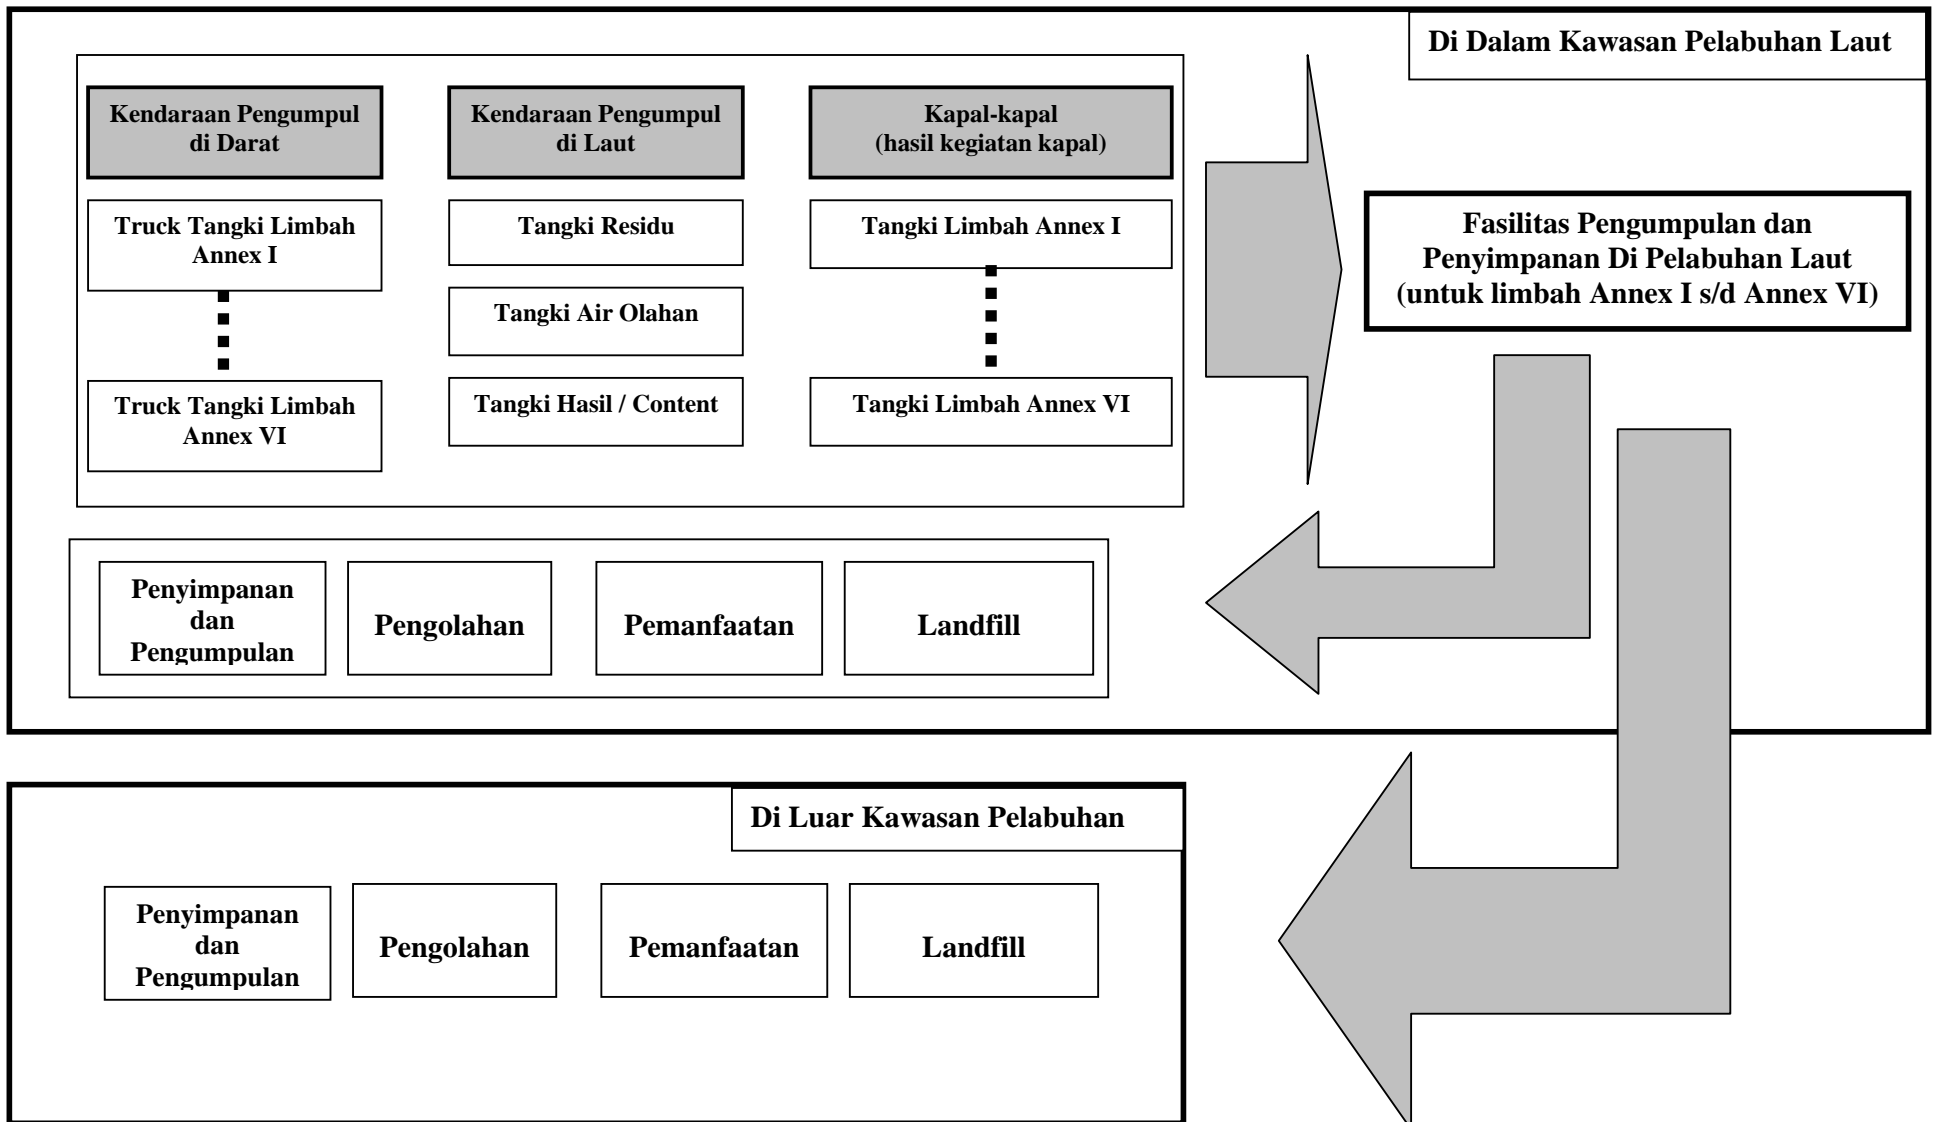 Di Dalam Kawasan Pelabuhan Laut
Kendaraan Pengumpul
di Darat
Kendaraan Pengumpul
di Laut
Kapal-kapal
(hasil kegiatan kapal)
Truck Tangki Limbah
Annex I
Tangki Residu
Tangki Limbah Annex I
Tangki Air Olahan
Truck Tangki Limbah
Annex VI
Tangki Hasil / Content
Tangki Limbah Annex VI
Fasilitas Pengumpulan dan
Penyimpanan Di Pelabuhan Laut
(untuk limbah Annex I s/d Annex VI)
Penyimpanan
dan
Pengumpulan
Pengolahan
Pemanfaatan
Landfill
Di Luar Kawasan Pelabuhan
Penyimpanan
dan
Pengumpulan
Pengolahan
Pemanfaatan
Landfill